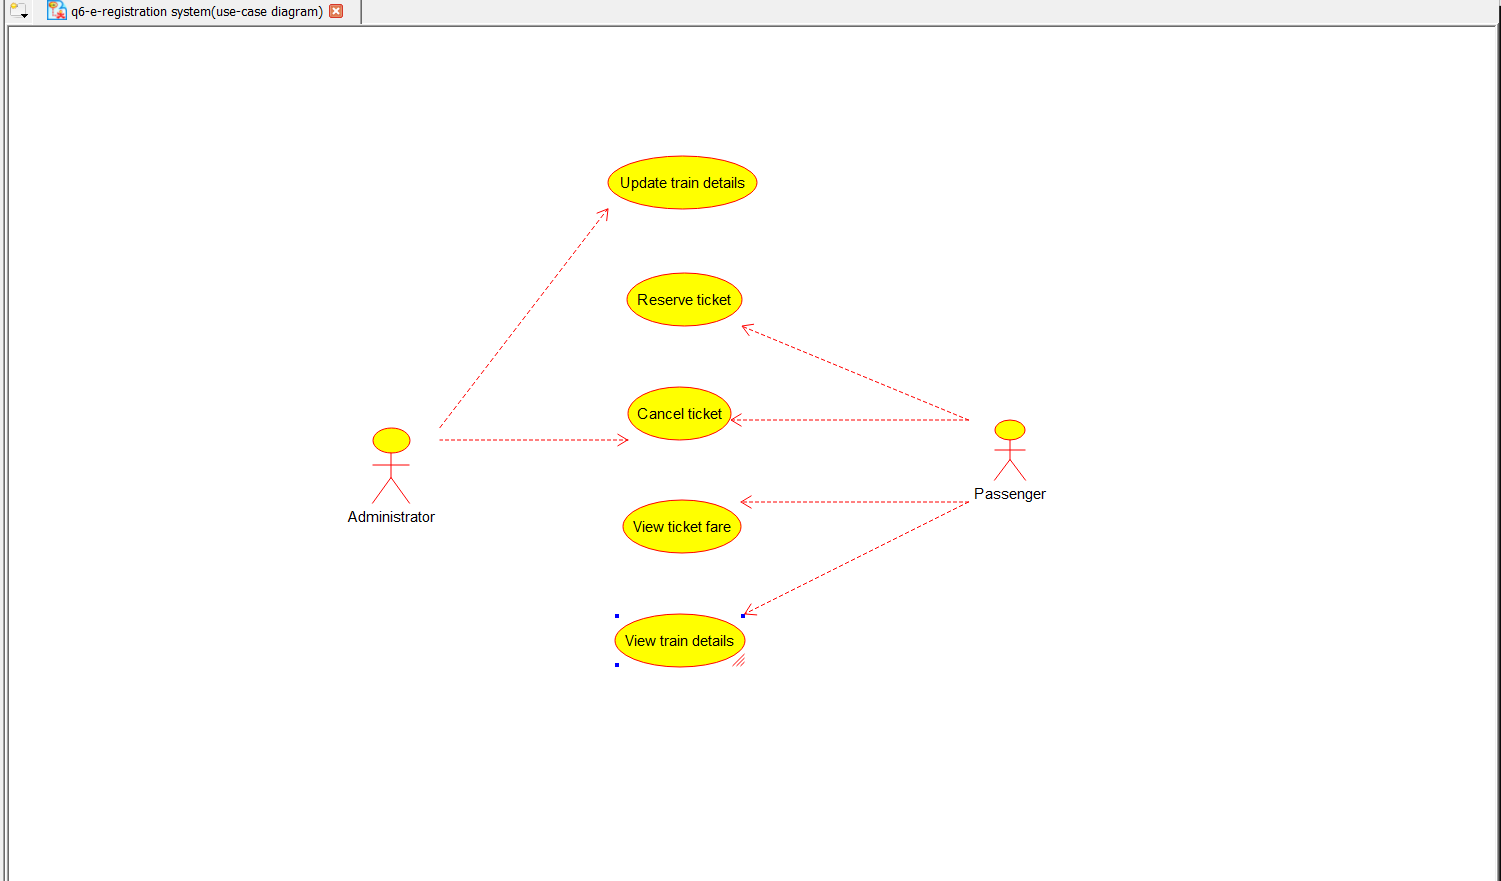 q6-e-registration system(use-case diagram)
Update train details
Reserve ticket
Cancel ticket
Administrator
Passenger
View ticket fare
View train details